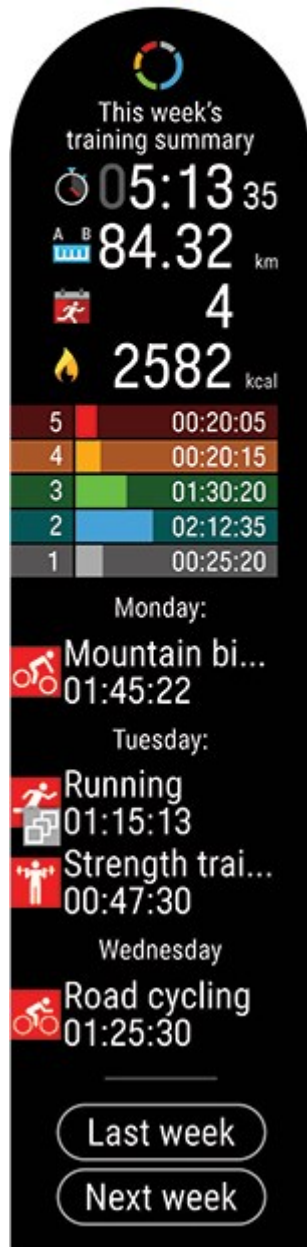 This week's
training summary
05:13 35
A B
84.32 km
4
2582 kcal
5 00:20:05
4 00:20:15
3 01:30:20
2 02:12:35
1 00:25:20
Monday:
Mountain bi...
01:45:22
Tuesday:
Running
01:15:13
Strength trai...
00:47:30
Wednesday
Road cycling
01:25:30
Last week
Next week